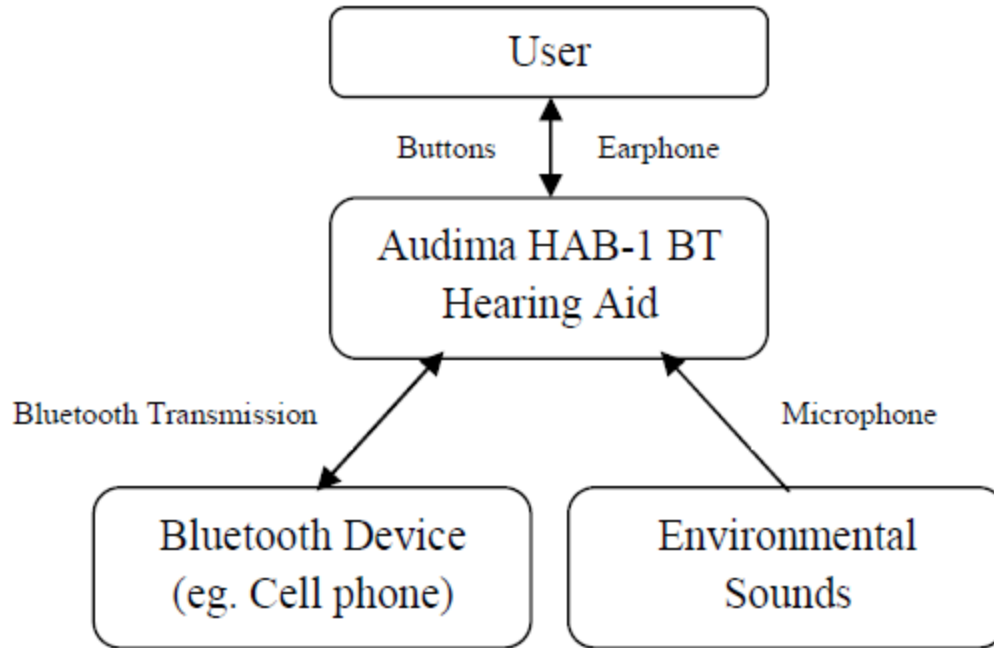 User
Buttons
Earphone
Audima HAB-1 BT
Hearing Aid
Bluetooth Transmission
Microphone
Bluetooth Device
(eg. Cell phone)
Environmental
Sounds